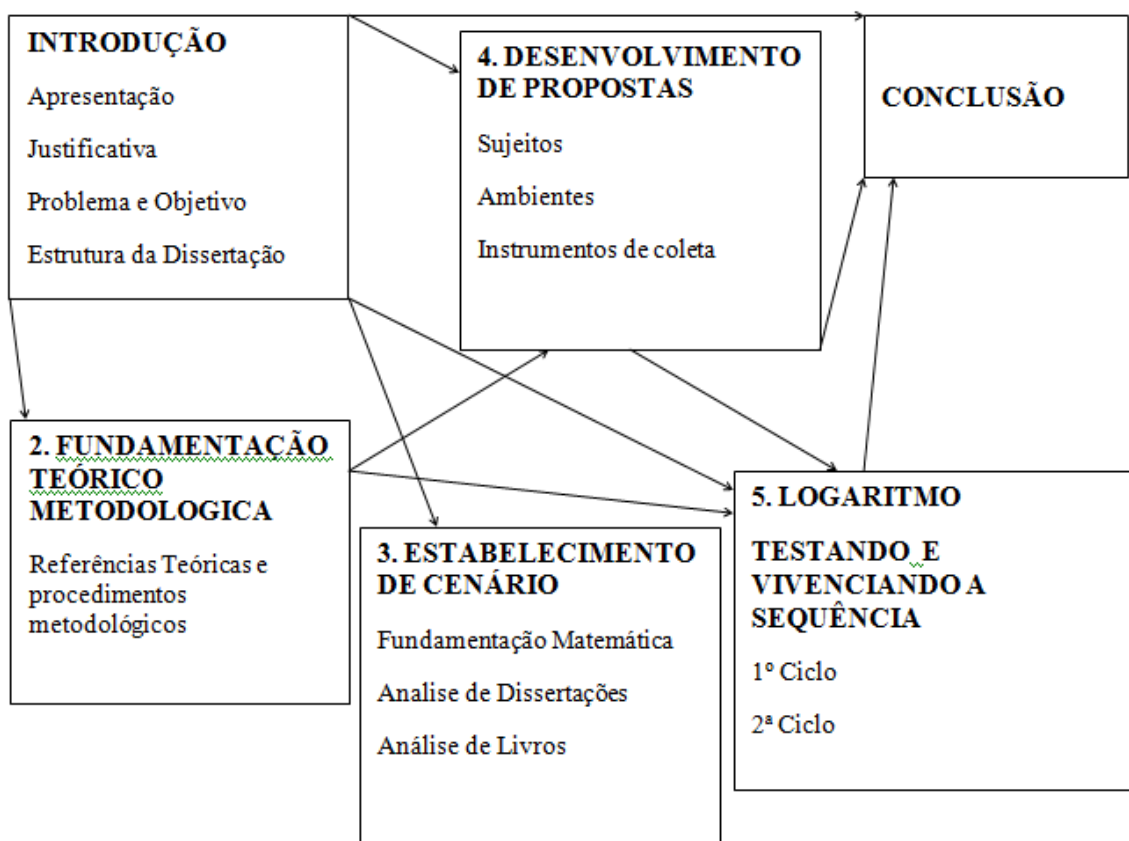 INTRODUÇÃO
Apresentação
Justificativa
Problema e Objetivo
Estrutura da Dissertação
4. DESENVOLVIMENTO
DE PROPOSTAS
Sujeitos
Ambientes
Instrumentos de coleta
CONCLUSÃO
2. FUNDAMENTAÇÃO
TEÓRICO
METODOLOGICA
Referências Teóricas e
procedimentos
metodológicos
3. ESTABELECIMENTO
DE CENÁRIO
Fundamentação Matemática
Analise de Dissertações
Análise de Livros
5. LOGARITMO
TESTANDO E
VIVENCIANDO A
SEQUÊNCIA
1º Ciclo
2ª Ciclo